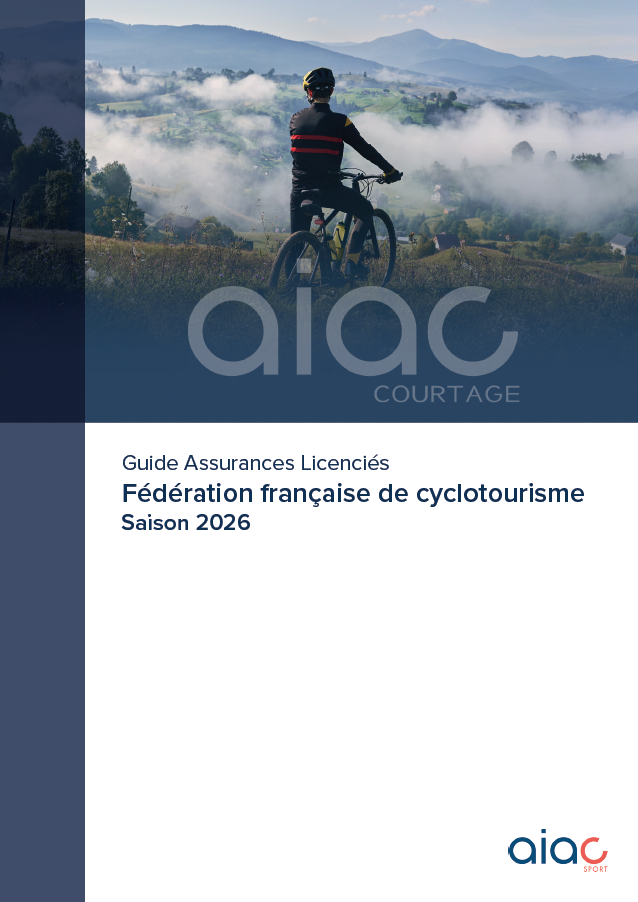 aiac
COURTAGE
Guide Assurances Licenciés
Fédération française de cyclotourisme
Saison 2026
aiac
SPORT